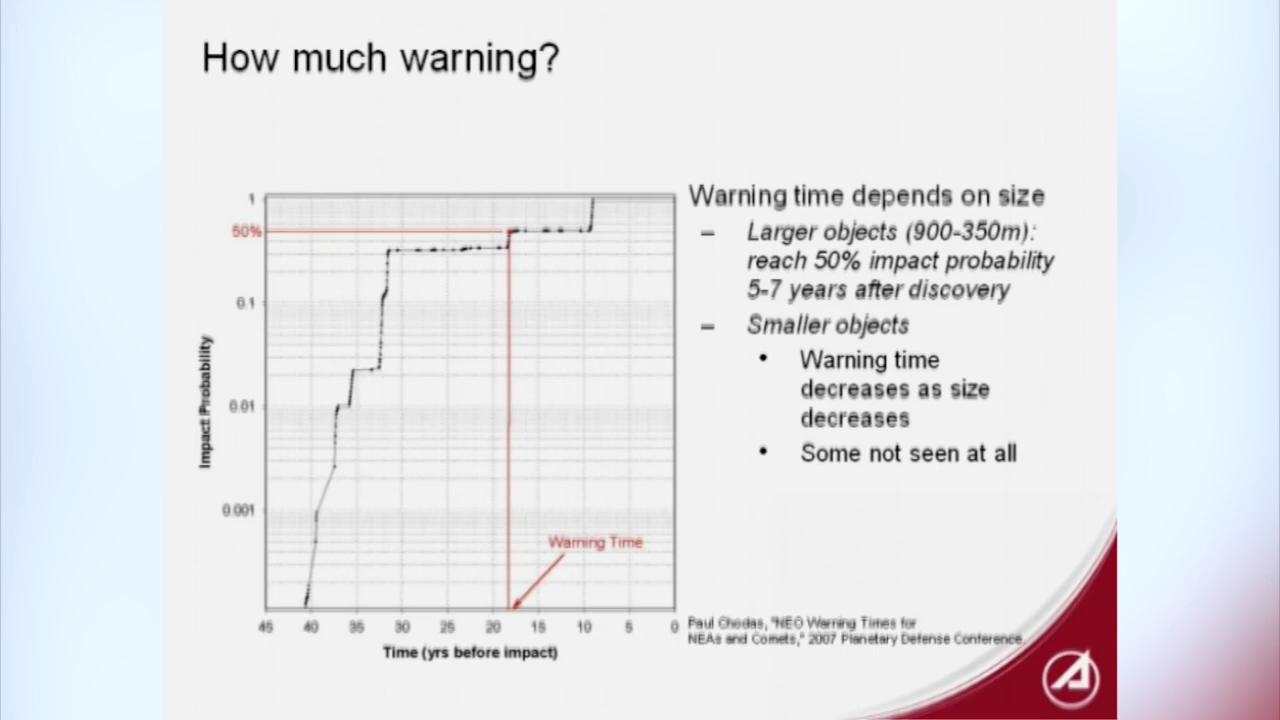 How much warning?
Warning time depends on size
– Larger objects (900-350m):
reach 50% impact probability
5-7 years after discovery
– Smaller objects
• Warning time
decreases as size
decreases
• Some not seen at all
1
50%
0.1
0.01
0.001
Impact Probability
Warning Time
45 40 35 30 25 20 15 10 5 0
Time (yrs before impact)
Paul Chodas, "NEO Warning Times for
NEAs and Comets," 2007 Planetary Defense Conference.